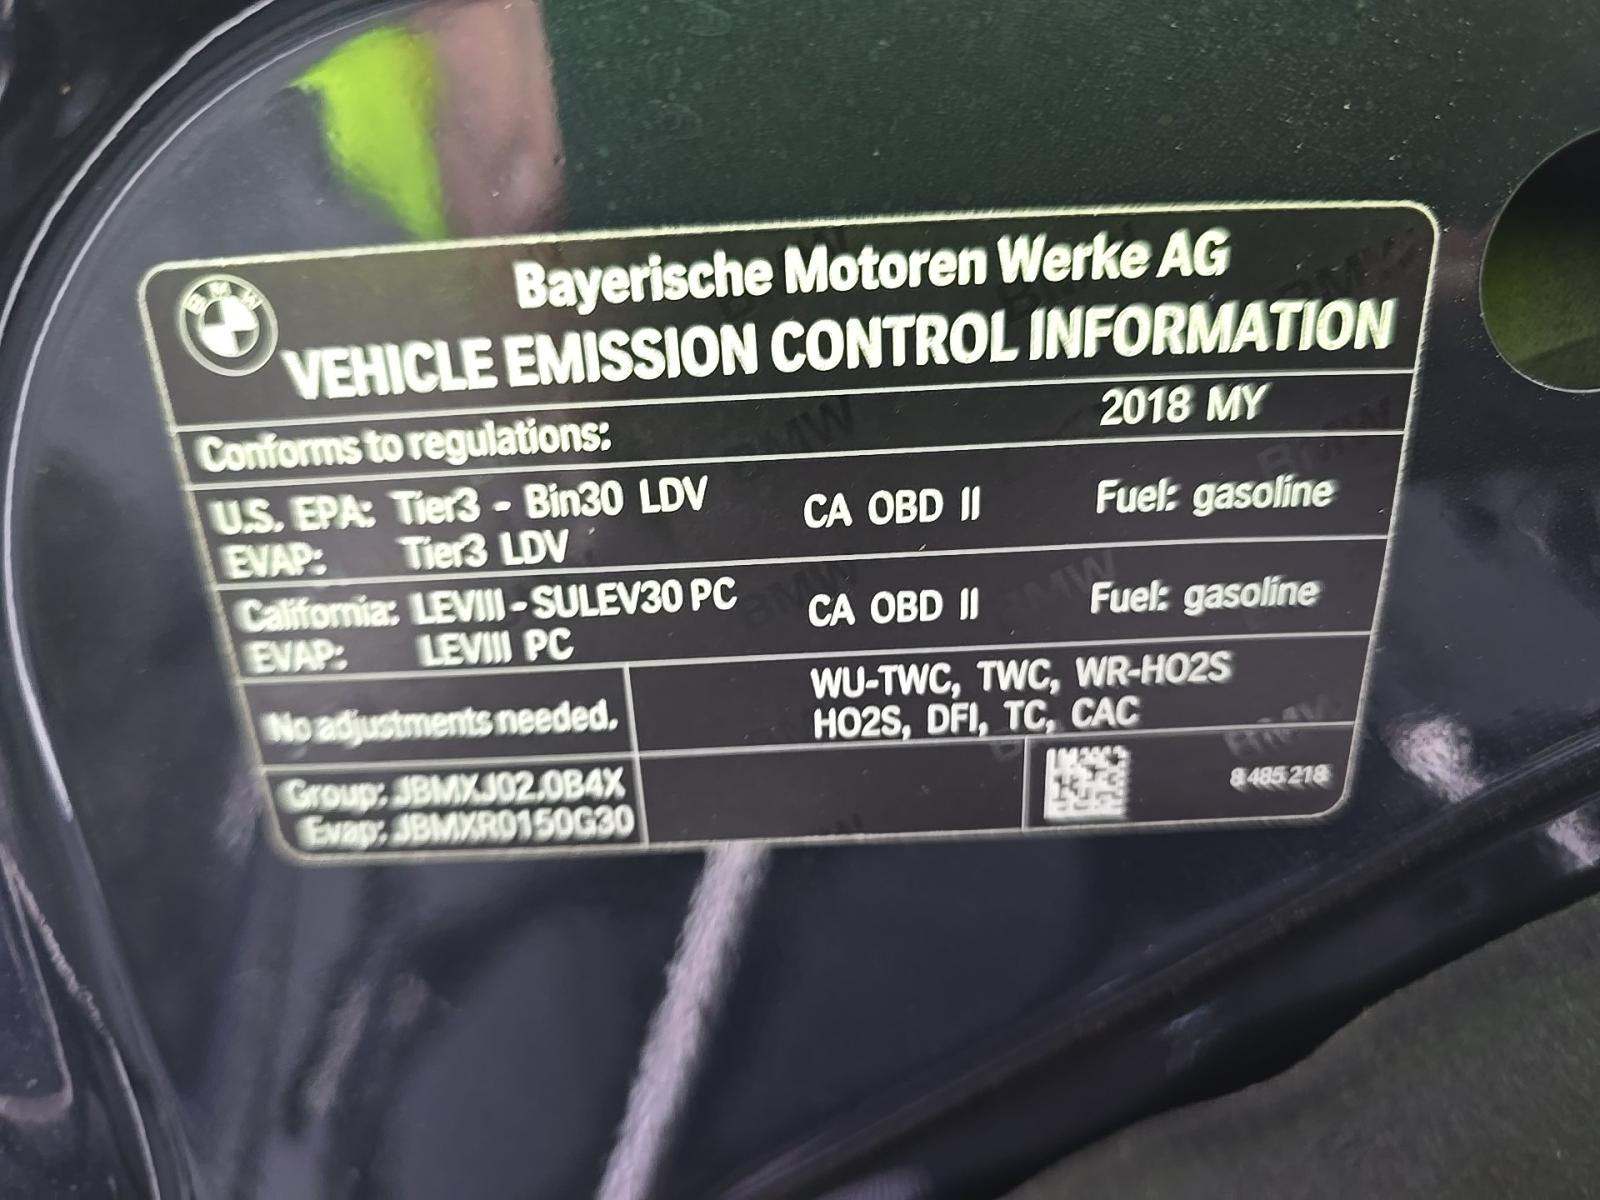 BMW
Bayerische Motoren Werke AG
VEHICLE EMISSION CONTROL INFORMATION
Conforms to regulations: 2018 MY
U.S. EPA: Tier3 - Bin30 LDV CA OBD II Fuel: gasoline
EVAP: Tier3 LDV
California: LEVIII - SULEV30 PC CA OBD II Fuel: gasoline
EVAP: LEVIII PC
No adjustments needed. WU-TWC, TWC, WR-HO2S
HO2S, DFI, TC, CAC
Group: JBMXJ02.0B4X 8 485 218
Evap: JBMXR0150G30